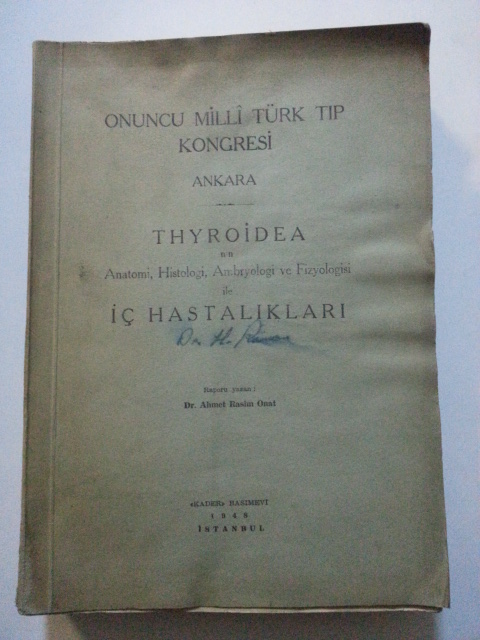 ONUNCU MİLLÎ TÜRK TIP
KONGRESİ
ANKARA
THYROİDEA
nın
Anatomi, Histologi, Ambryologi ve Fizyologisi
ile
İÇ HASTALIKLARI
Dr.
Raporu yazan :
Dr. Ahmet Rasim Onat
«KADER» BASIMEVİ
1948
İSTANBUL